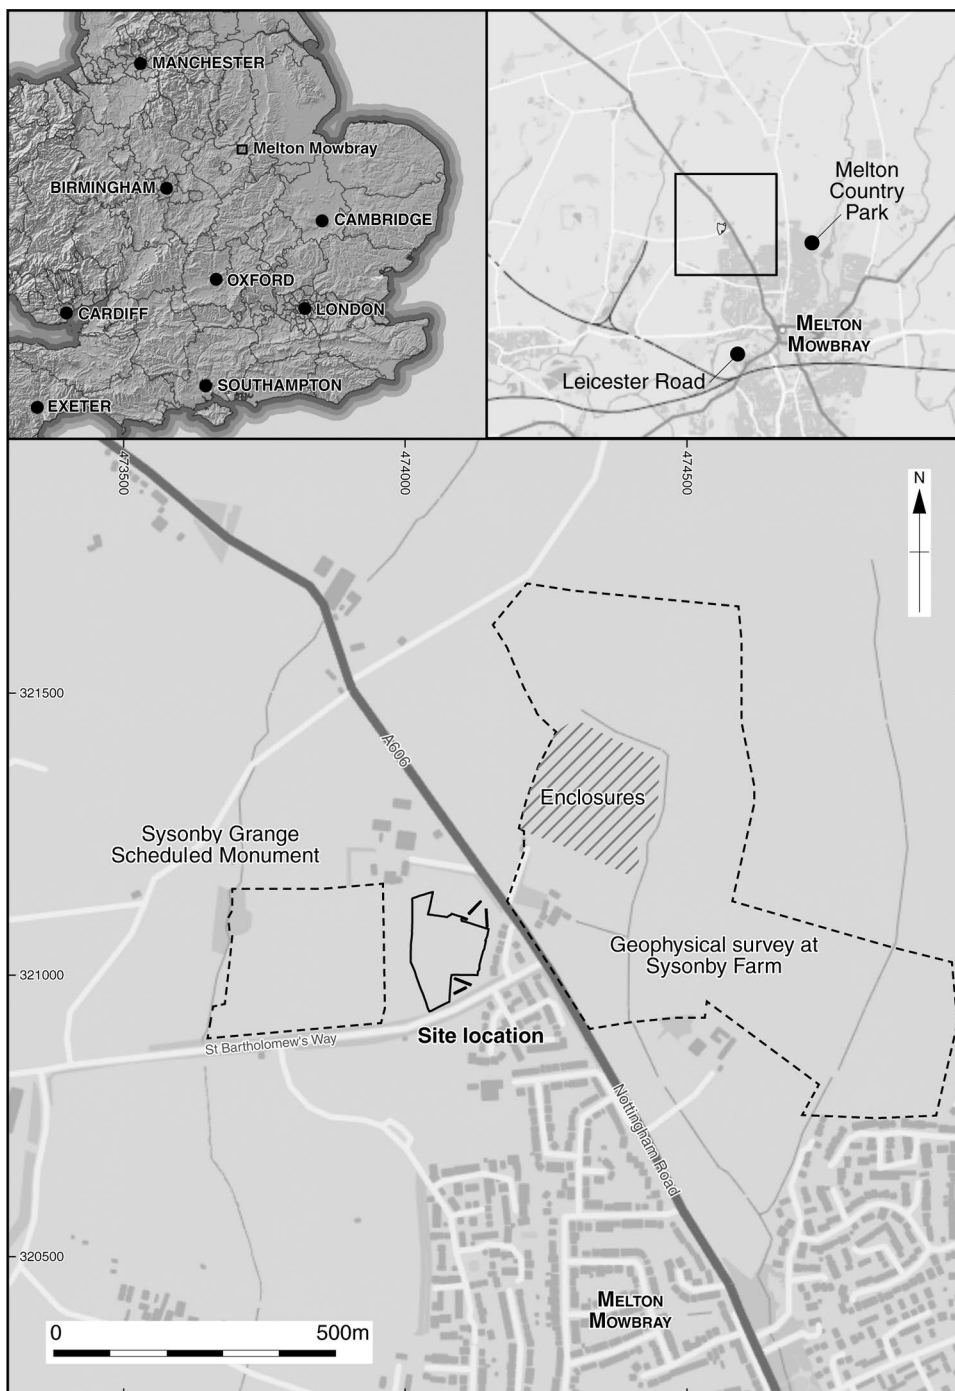 MANCHESTER
Melton Mowbray
BIRMINGHAM
CAMBRIDGE
OXFORD
CARDIFF
LONDON
SOUTHAMPTON
EXETER
Melton
Country
Park
MELTON
MOWBRAY
Leicester Road
473500
474000
474500
N
321500
A606
Enclosures
Sysonby Grange
Scheduled Monument
Geophysical survey at
Sysonby Farm
321000
Site location
St Bartholomew's Way
Nottingham Road
320500
MELTON
MOWBRAY
0 500m